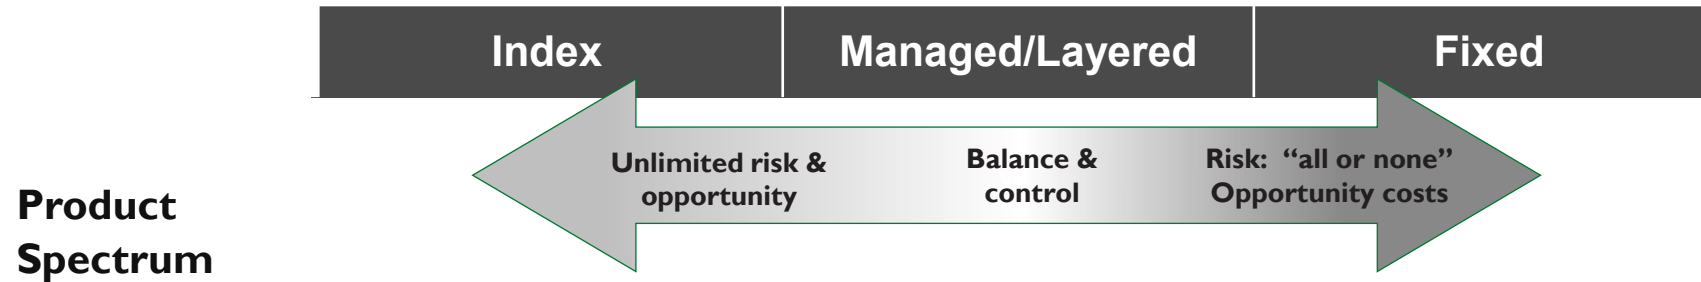 Index
Managed/Layered
Fixed
Unlimited risk &
opportunity
Balance &
control
Risk:  “all or none”
Opportunity costs
Product
Spectrum